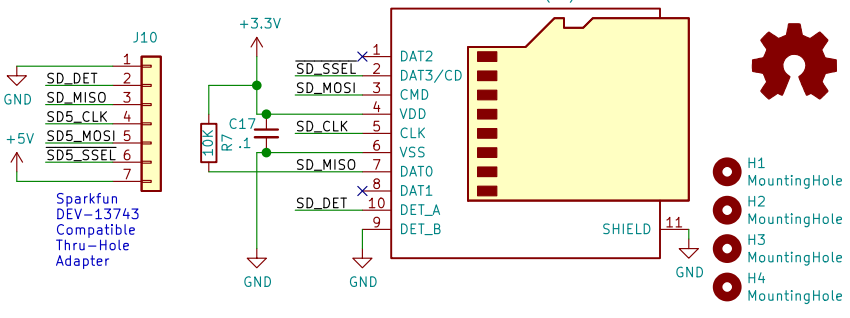 J10
1
GND
SD_DET 2
SD_MISO 3
SD5_CLK 4
+5V
SD5_MOSI 5
SD5_SSEL 6
7
Sparkfun
DEV-13743
Compatible
Thru-Hole
Adapter
+3.3V
10K
R7
C17
.1
GND
1 DAT2
SD_SSEL 2 DAT3/CD
SD_MOSI 3 CMD
4 VDD
SD_CLK 5 CLK
6 VSS
SD_MISO 7 DAT0
8 DAT1
SD_DET 10 DET_A
9 DET_B
GND
SHIELD 11
GND
H1
MountingHole
H2
MountingHole
H3
MountingHole
H4
MountingHole